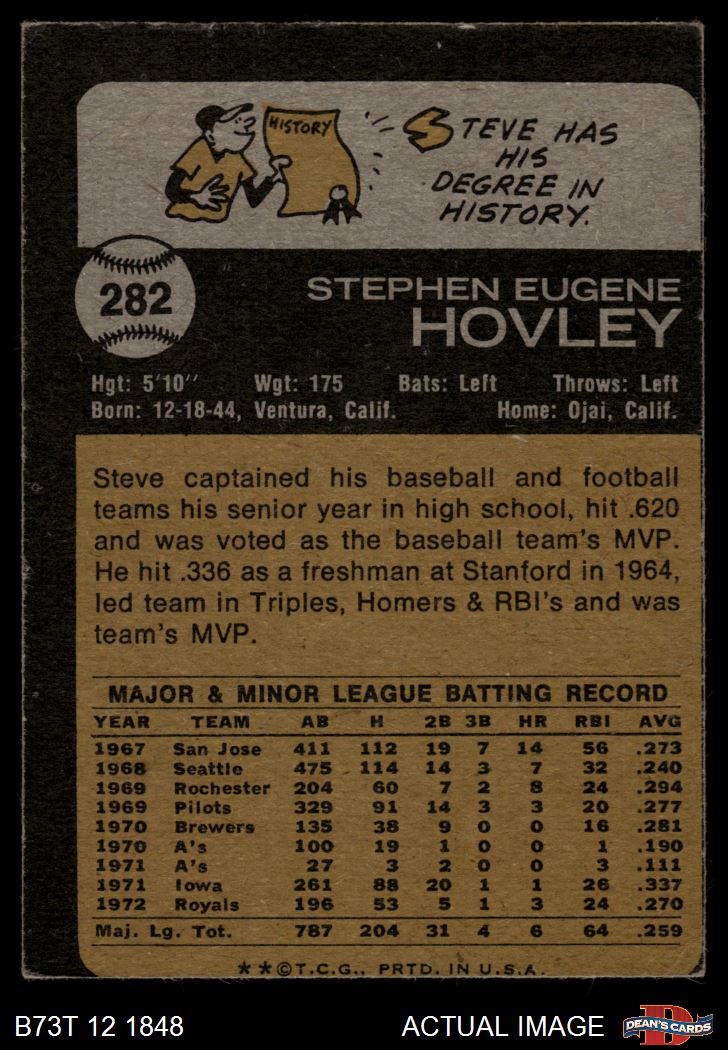 HISTORY
STEVE HAS
HIS
DEGREE IN
HISTORY.
282
STEPHEN EUGENE
HOVLEY
Hgt: 5'10" Wgt: 175 Bats: Left Throws: Left
Born: 12-18-44, Ventura, Calif. Home: Ojai, Calif.
Steve captained his baseball and football
teams his senior year in high school, hit .620
and was voted as the baseball team's MVP.
He hit .336 as a freshman at Stanford in 1964,
led team in Triples, Homers & RBI's and was
team's MVP.
MAJOR & MINOR LEAGUE BATTING RECORD
YEAR TEAM AB H 2B 3B HR RBI AVG
1967 San Jose 411 112 19 7 14 56 .273
1968 Seattle 475 114 14 3 7 32 .240
1969 Rochester 204 60 7 2 8 24 .294
1969 Pilots 329 91 14 3 3 20 .277
1970 Brewers 135 38 9 0 0 16 .281
1970 A's 100 19 1 0 0 1 .190
1971 A's 27 3 2 0 0 3 .111
1971 Iowa 261 88 20 1 1 26 .337
1972 Royals 196 53 5 1 3 24 .270
Maj. Lg. Tot. 787 204 31 4 6 64 .259
**©T.C.G., PRTD. IN U.S.A.
B73T 12 1848 ACTUAL IMAGE
D
DEAN'S CARDS